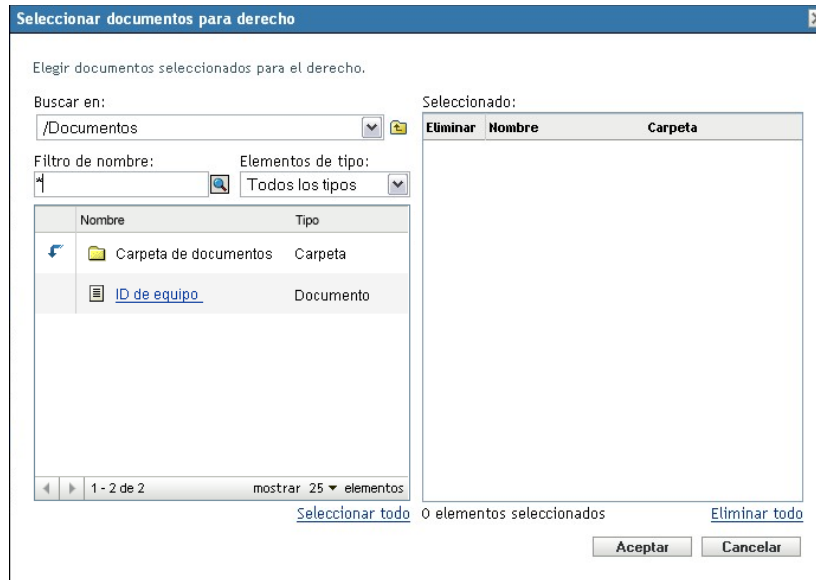 Seleccionar documentos para derecho
Elegir documentos seleccionados para el derecho.
Buscar en:
/Documentos
Filtro de nombre: Elementos de tipo:
* Todos los tipos
Nombre Tipo
Carpeta de documentos Carpeta
ID de equipo Documento
1 - 2 de 2 mostrar 25 elementos
Seleccionar todo
Seleccionado:
Eliminar Nombre Carpeta
0 elementos seleccionados Eliminar todo
Aceptar Cancelar